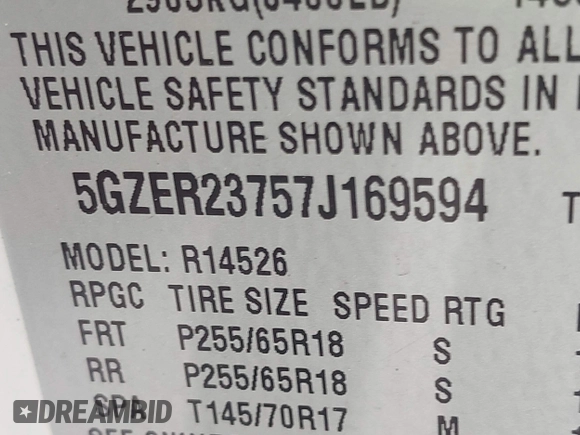 THIS VEHICLE CONFORMS TO ALL
VEHICLE SAFETY STANDARDS IN
MANUFACTURE SHOWN ABOVE.
5GZER23757J169594 T
MODEL: R14526
RPGC TIRE SIZE SPEED RTG
FRT P255/65R18 S
RR P255/65R18 S
SPA T145/70R17 M
DREAMBID